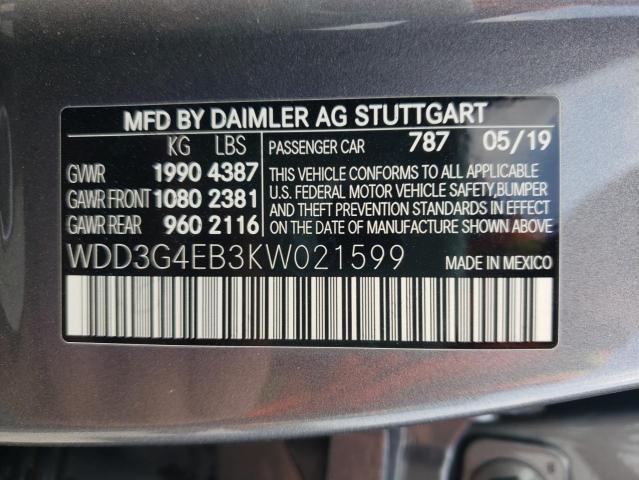 MFD BY DAIMLER AG STUTTGART
KG LBS PASSENGER CAR 787 05/19
GVWR 1990 4387
GAWR FRONT 1080 2381
GAWR REAR 960 2116
THIS VEHICLE CONFORMS TO ALL APPLICABLE
U.S. FEDERAL MOTOR VEHICLE SAFETY,BUMPER
AND THEFT PREVENTION STANDARDS IN EFFECT
ON THE DATE OF MANUFACTURE SHOWN ABOVE
WDD3G4EB3KW021599 MADE IN MEXICO